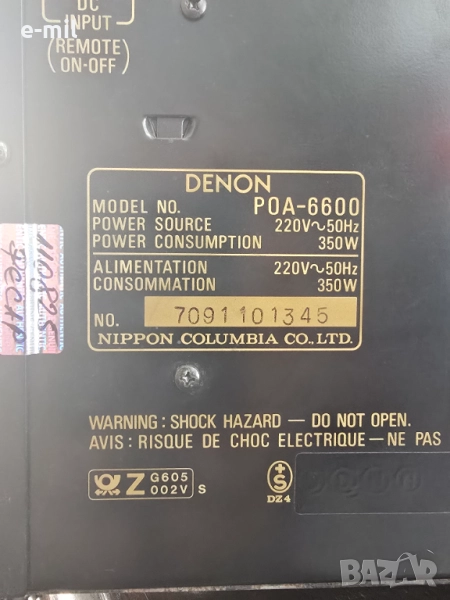 e-mil
DC
INPUT
(REMOTE
ON-OFF)
DENON
MODEL NO. POA-6600
POWER SOURCE 220V~50Hz
POWER CONSUMPTION 350W
ALIMENTATION 220V~50Hz
CONSOMMATION 350W
NO. 7091101345
NIPPON COLUMBIA CO., LTD.
WARNING : SHOCK HAZARD — DO NOT OPEN.
AVIS : RISQUE DE CHOC ELECTRIQUE — NE PAS
Z G605
002V S
+S
DZ4
BAZAR